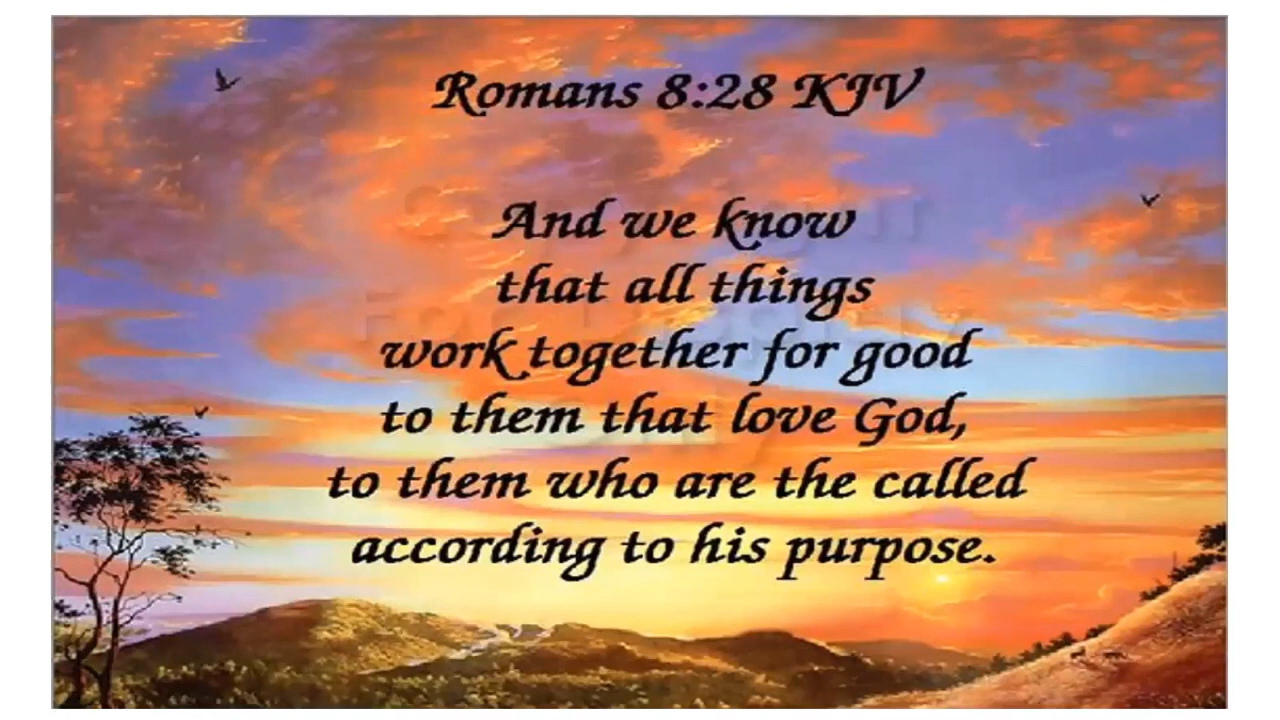 Romans 8:28 KJV
And we know
that all things
work together for good
to them that love God,
to them who are the called
according to his purpose.